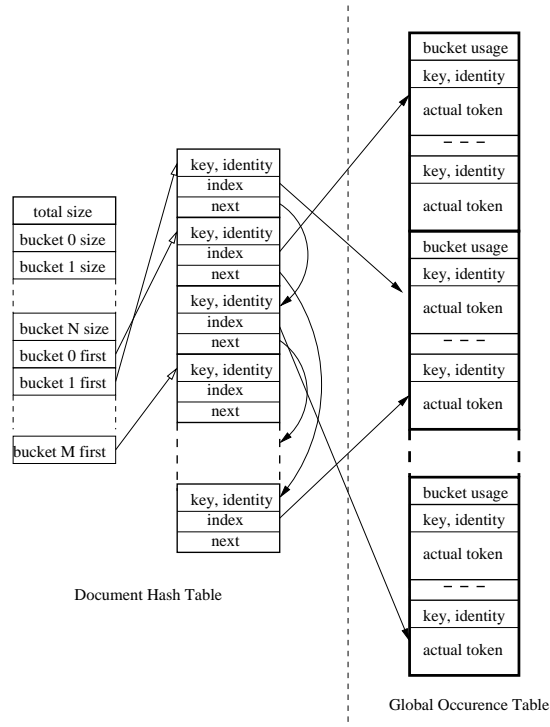 total size
bucket 0 size
bucket 1 size
bucket N size
bucket 0 first
bucket 1 first
bucket M first
key, identity
index
next
key, identity
index
next
key, identity
index
next
key, identity
index
next
key, identity
index
next
Document Hash Table
bucket usage
key, identity
actual token
key, identity
actual token
bucket usage
key, identity
actual token
key, identity
actual token
bucket usage
key, identity
actual token
key, identity
actual token
Global Occurence Table